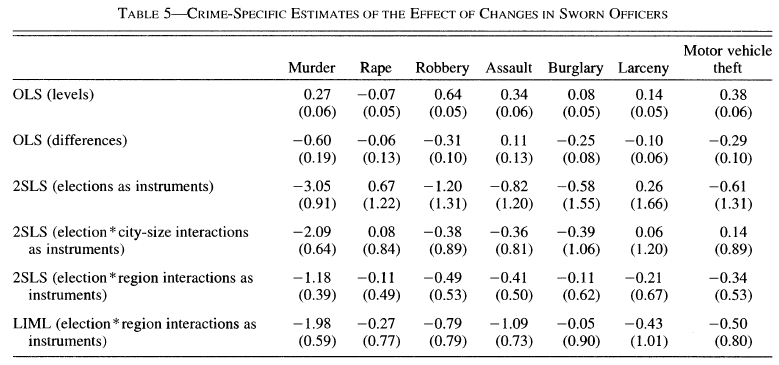 TABLE 5—CRIME-SPECIFIC ESTIMATES OF THE EFFECT OF CHANGES IN SWORN OFFICERS
Murder Rape Robbery Assault Burglary Larceny Motor vehicle theft
OLS (levels) 0.27 −0.07 0.64 0.34 0.08 0.14 0.38
(0.06) (0.05) (0.05) (0.06) (0.05) (0.05) (0.06)
OLS (differences) −0.60 −0.06 −0.31 0.11 −0.25 −0.10 −0.29
(0.19) (0.13) (0.10) (0.13) (0.08) (0.06) (0.10)
2SLS (elections as instruments) −3.05 0.67 −1.20 −0.82 −0.58 0.26 −0.61
(0.91) (1.22) (1.31) (1.20) (1.55) (1.66) (1.31)
2SLS (election*city-size interactions −2.09 0.08 −0.38 −0.36 −0.39 0.06 0.14
as instruments) (0.64) (0.84) (0.89) (0.81) (1.06) (1.20) (0.89)
2SLS (election*region interactions as −1.18 −0.11 −0.49 −0.41 −0.11 −0.21 −0.34
instruments) (0.39) (0.49) (0.53) (0.50) (0.62) (0.67) (0.53)
LIML (election*region interactions as −1.98 −0.27 −0.79 −1.09 −0.05 −0.43 −0.50
instruments) (0.59) (0.77) (0.79) (0.73) (0.90) (1.01) (0.80)